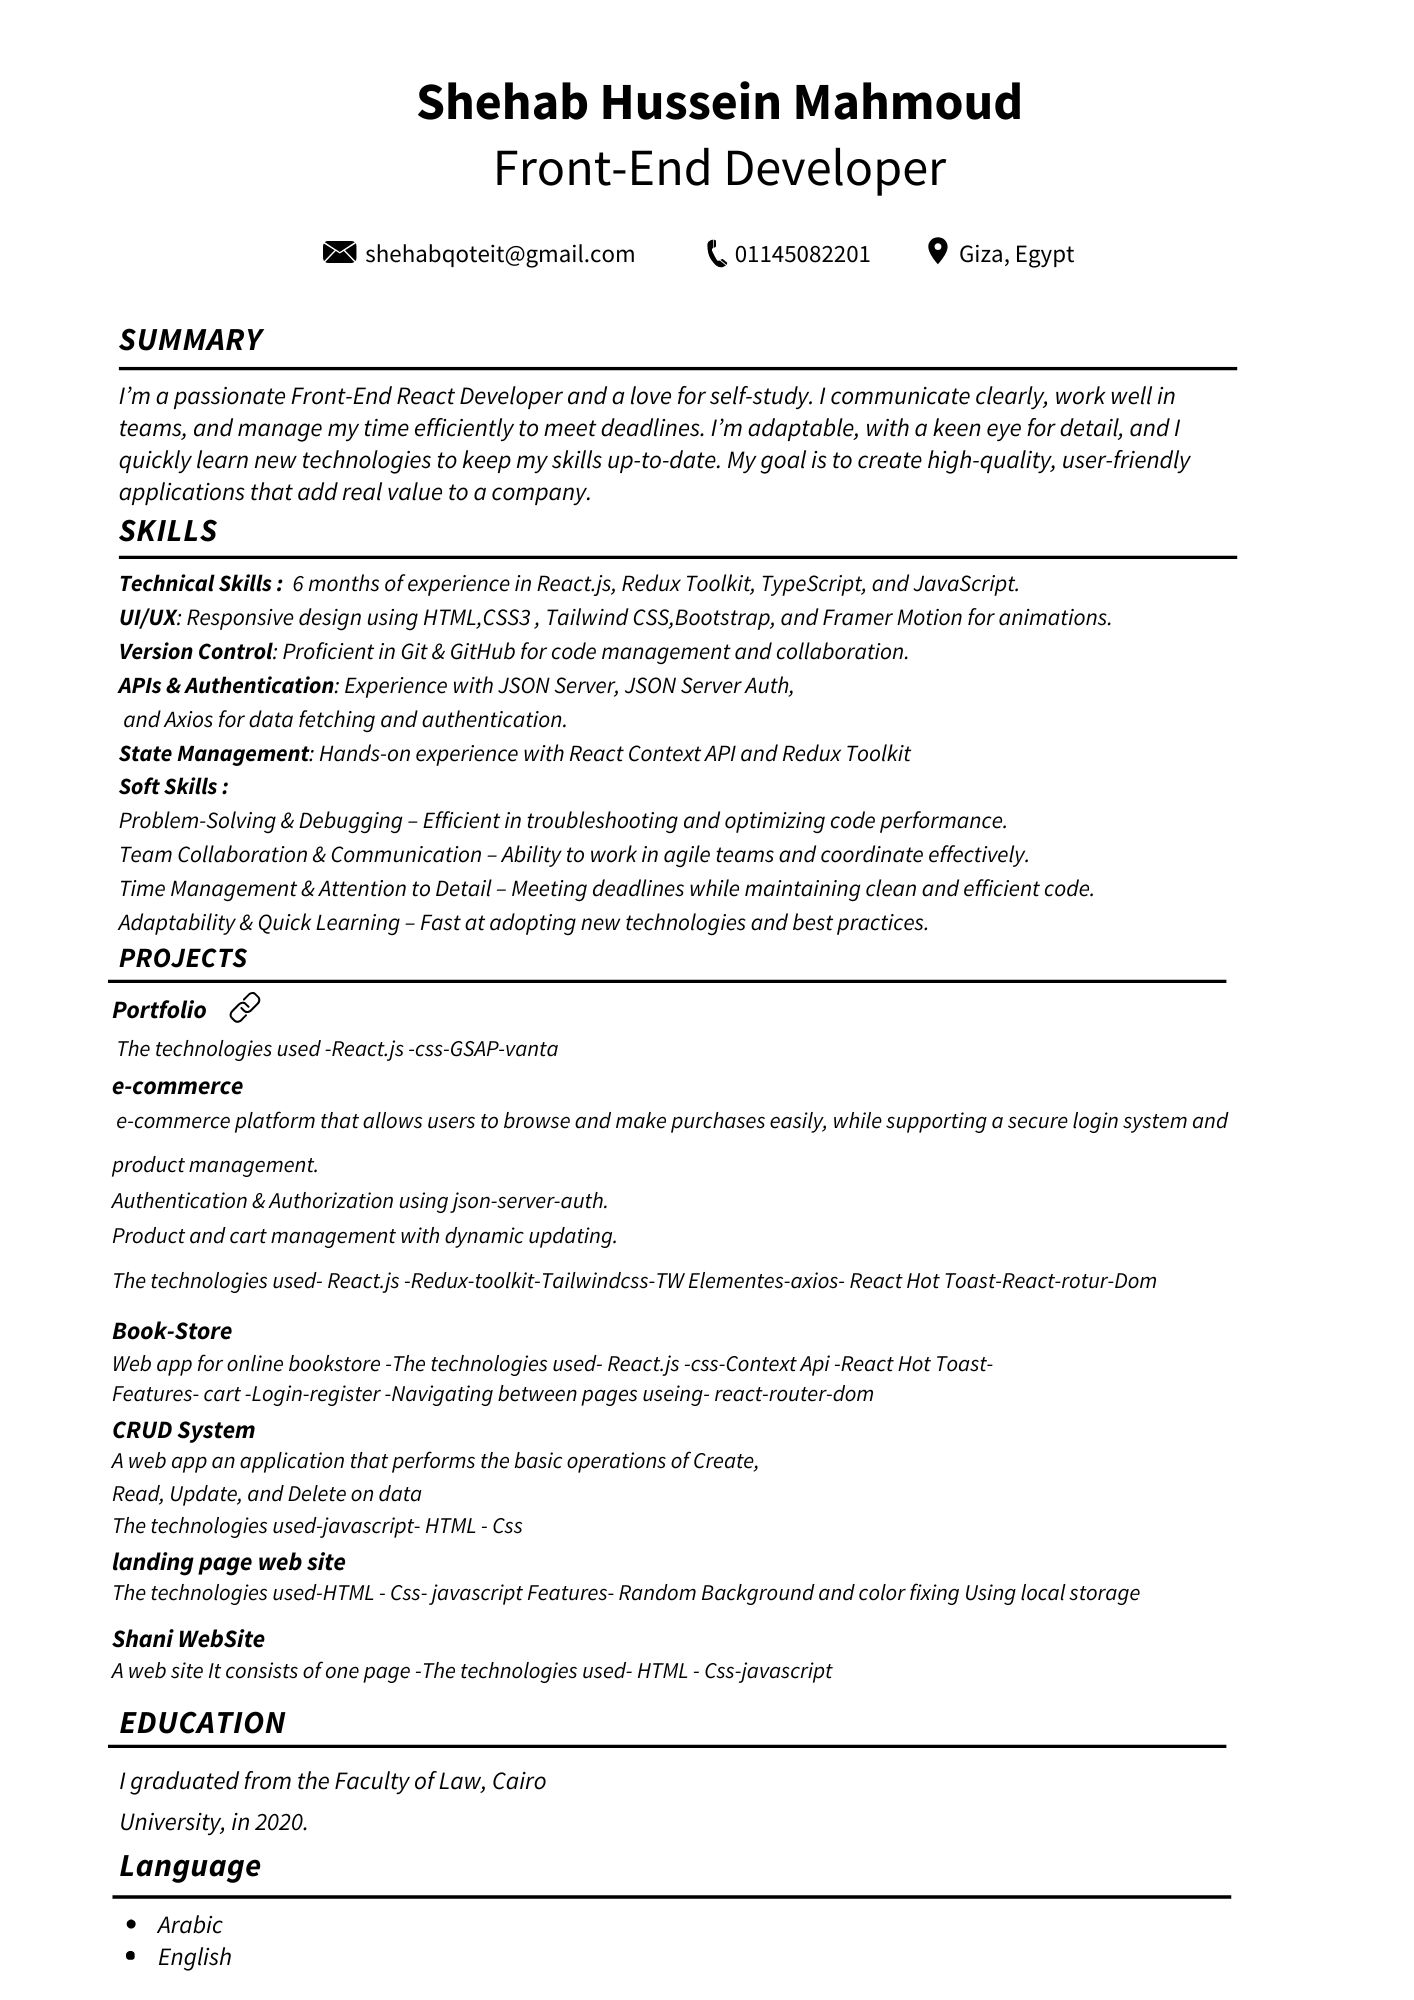 Shehab Hussein Mahmoud
Front-End Developer
shehabqoteit@gmail.com 01145082201 Giza, Egypt
SUMMARY
I’m a passionate Front-End React Developer and a love for self-study. I communicate clearly, work well in
teams, and manage my time efficiently to meet deadlines. I’m adaptable, with a keen eye for detail, and I
quickly learn new technologies to keep my skills up-to-date. My goal is to create high-quality, user-friendly
applications that add real value to a company.
SKILLS
Technical Skills : 6 months of experience in React.js, Redux Toolkit, TypeScript, and JavaScript.
UI/UX: Responsive design using HTML,CSS3 , Tailwind CSS,Bootstrap, and Framer Motion for animations.
Version Control: Proficient in Git & GitHub for code management and collaboration.
APIs & Authentication: Experience with JSON Server, JSON Server Auth,
and Axios for data fetching and authentication.
State Management: Hands-on experience with React Context API and Redux Toolkit
Soft Skills :
Problem-Solving & Debugging – Efficient in troubleshooting and optimizing code performance.
Team Collaboration & Communication – Ability to work in agile teams and coordinate effectively.
Time Management & Attention to Detail – Meeting deadlines while maintaining clean and efficient code.
Adaptability & Quick Learning – Fast at adopting new technologies and best practices.
PROJECTS
Portfolio
The technologies used -React.js -css-GSAP-vanta
e-commerce
e-commerce platform that allows users to browse and make purchases easily, while supporting a secure login system and
product management.
Authentication & Authorization using json-server-auth.
Product and cart management with dynamic updating.
The technologies used- React.js -Redux-toolkit-Tailwindcss-TW Elementes-axios- React Hot Toast-React-rotur-Dom
Book-Store
Web app for online bookstore -The technologies used- React.js -css-Context Api -React Hot Toast-
Features- cart -Login-register -Navigating between pages useing- react-router-dom
CRUD System
A web app an application that performs the basic operations of Create,
Read, Update, and Delete on data
The technologies used-javascript- HTML - Css
landing page web site
The technologies used-HTML - Css- javascript Features- Random Background and color fixing Using local storage
Shani WebSite
A web site It consists of one page -The technologies used- HTML - Css-javascript
EDUCATION
I graduated from the Faculty of Law, Cairo
University, in 2020.
Language
• Arabic
• English